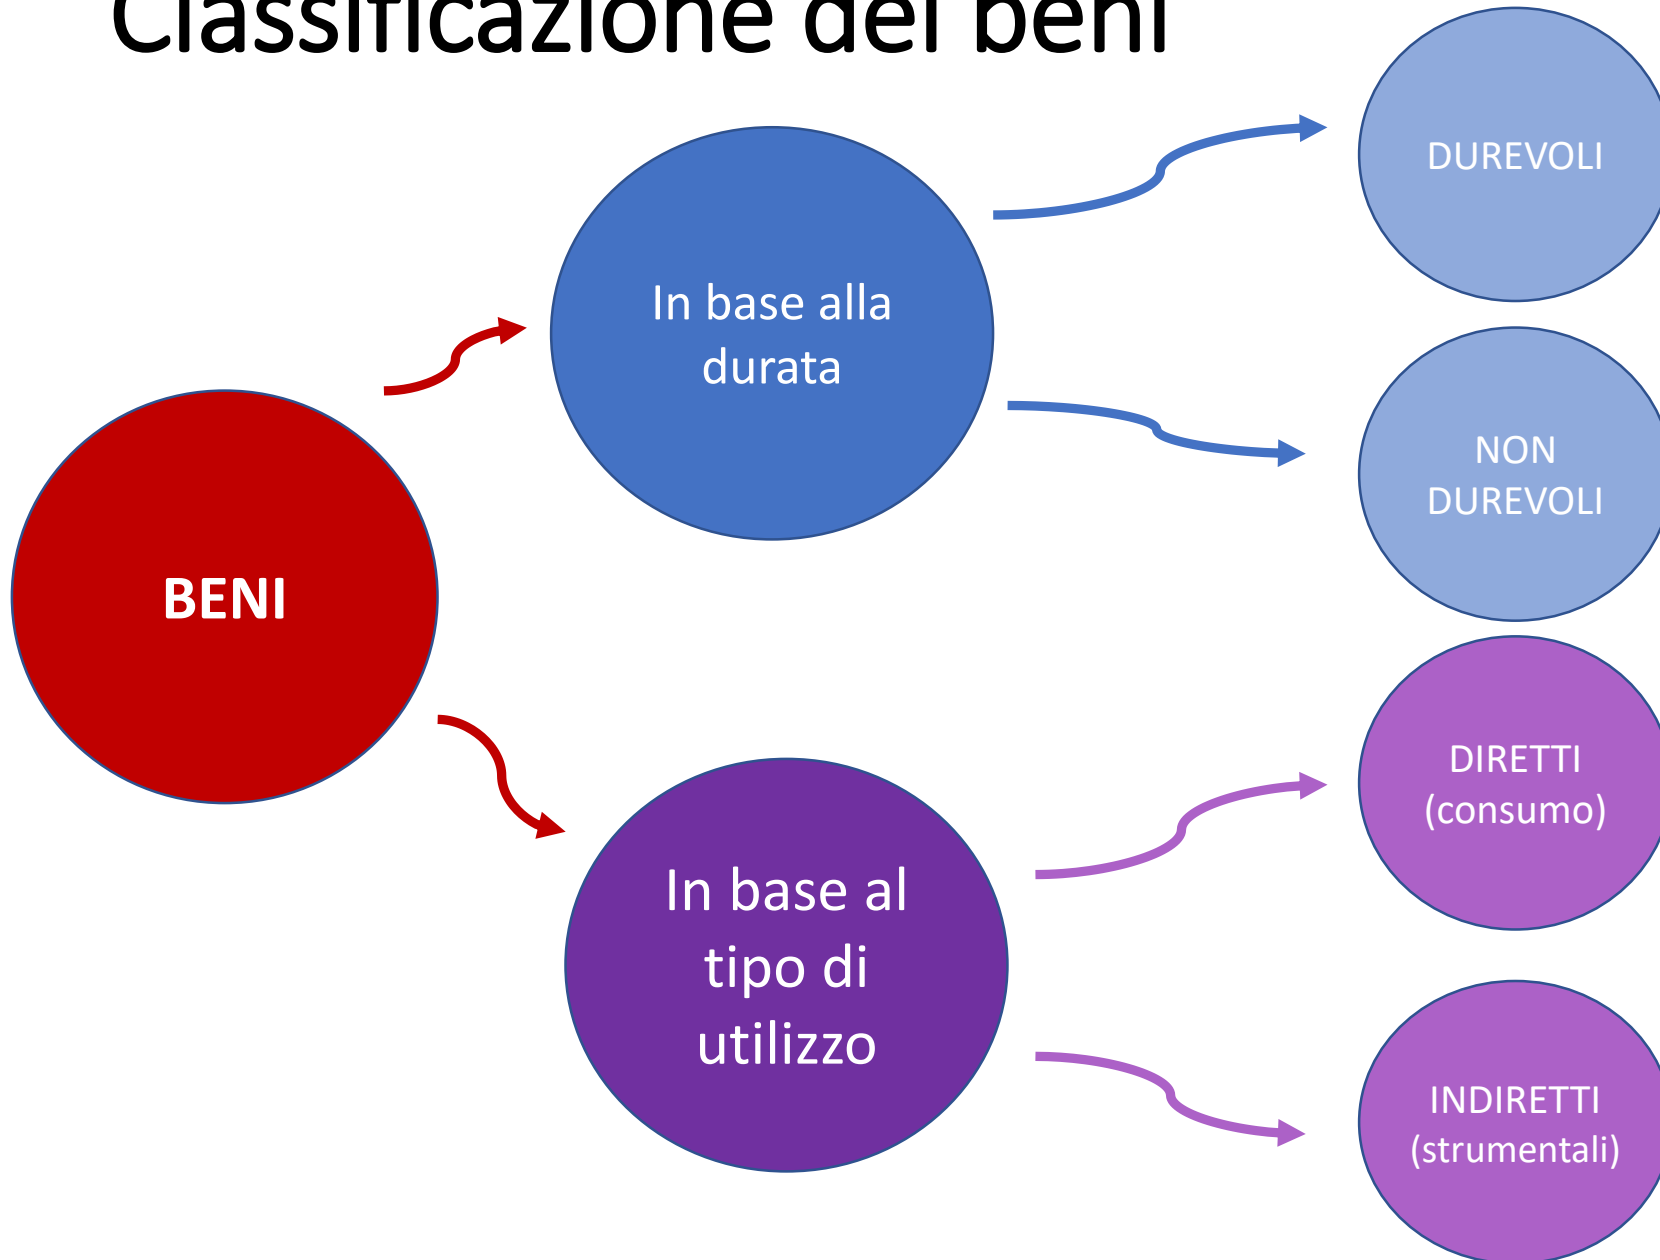 Classificazione dei beni
DUREVOLI
In base alla
durata
NON
DUREVOLI
BENI
DIRETTI
(consumo)
In base al
tipo di
utilizzo
INDIRETTI
(strumentali)